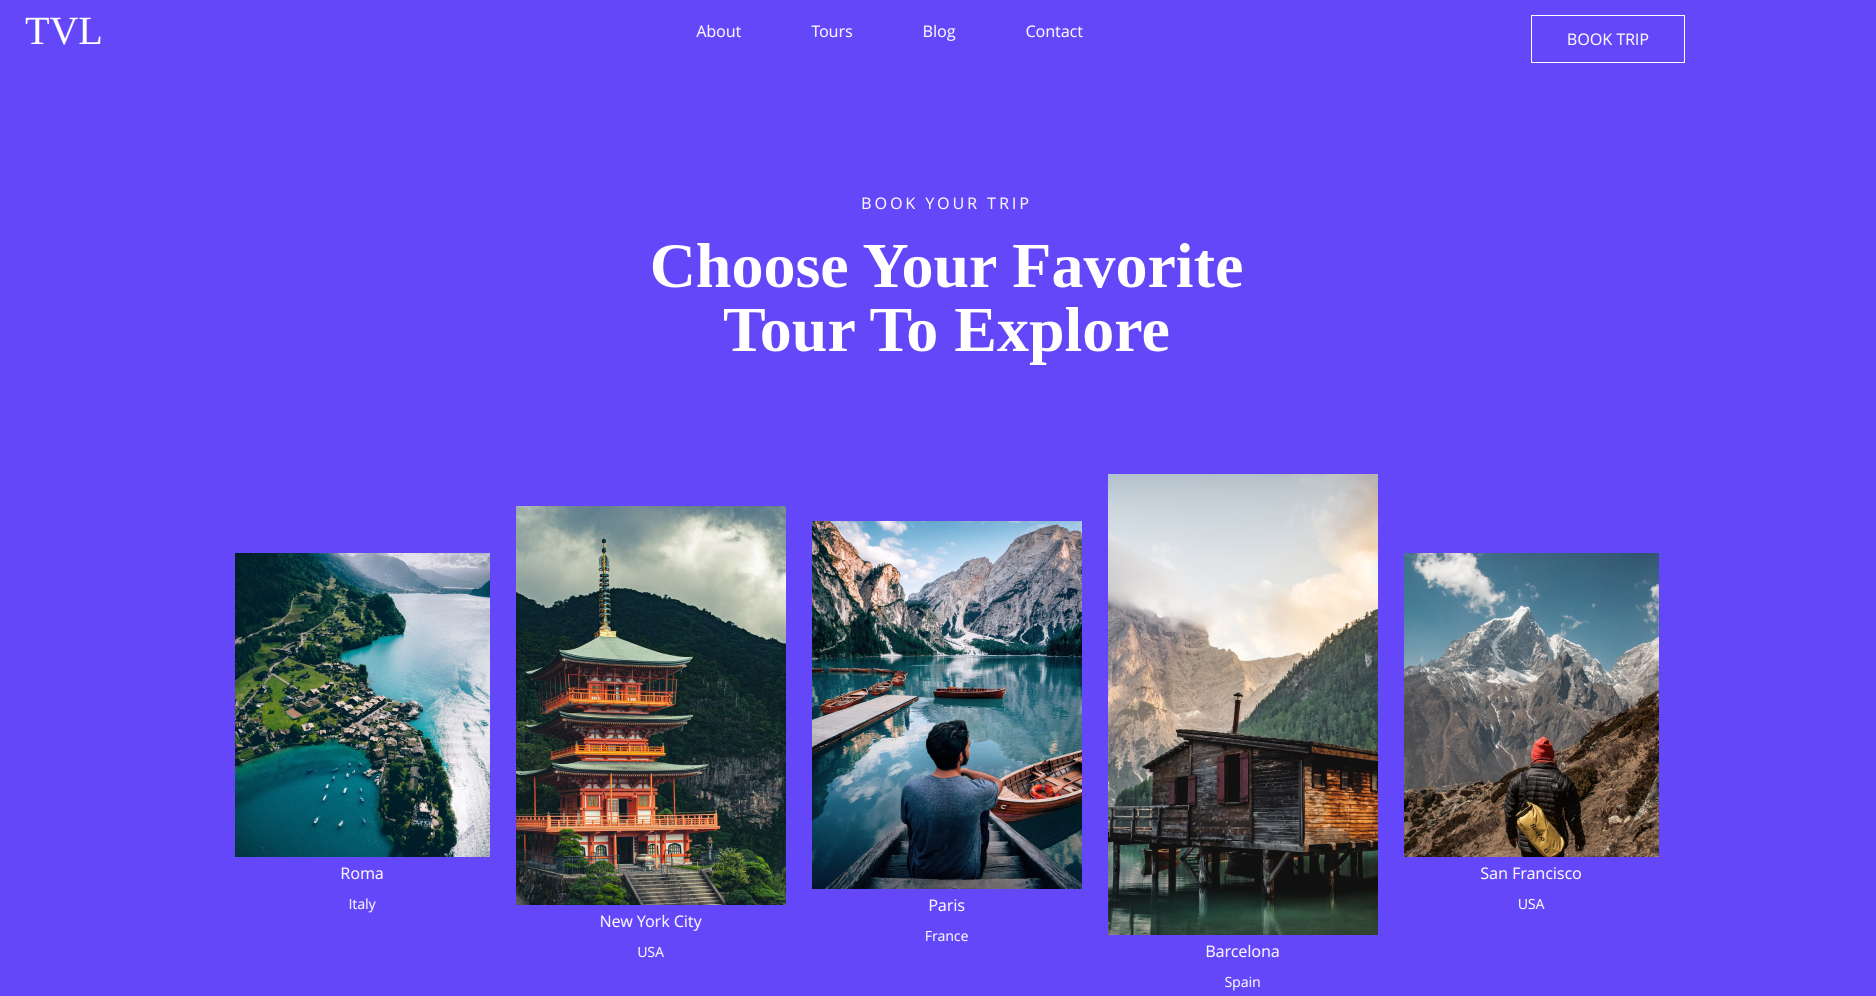 TVL
About
Tours
Blog
Contact
BOOK TRIP
BOOK YOUR TRIP
Choose Your Favorite
Tour To Explore
Roma
Italy
New York City
USA
Paris
France
Barcelona
Spain
San Francisco
USA